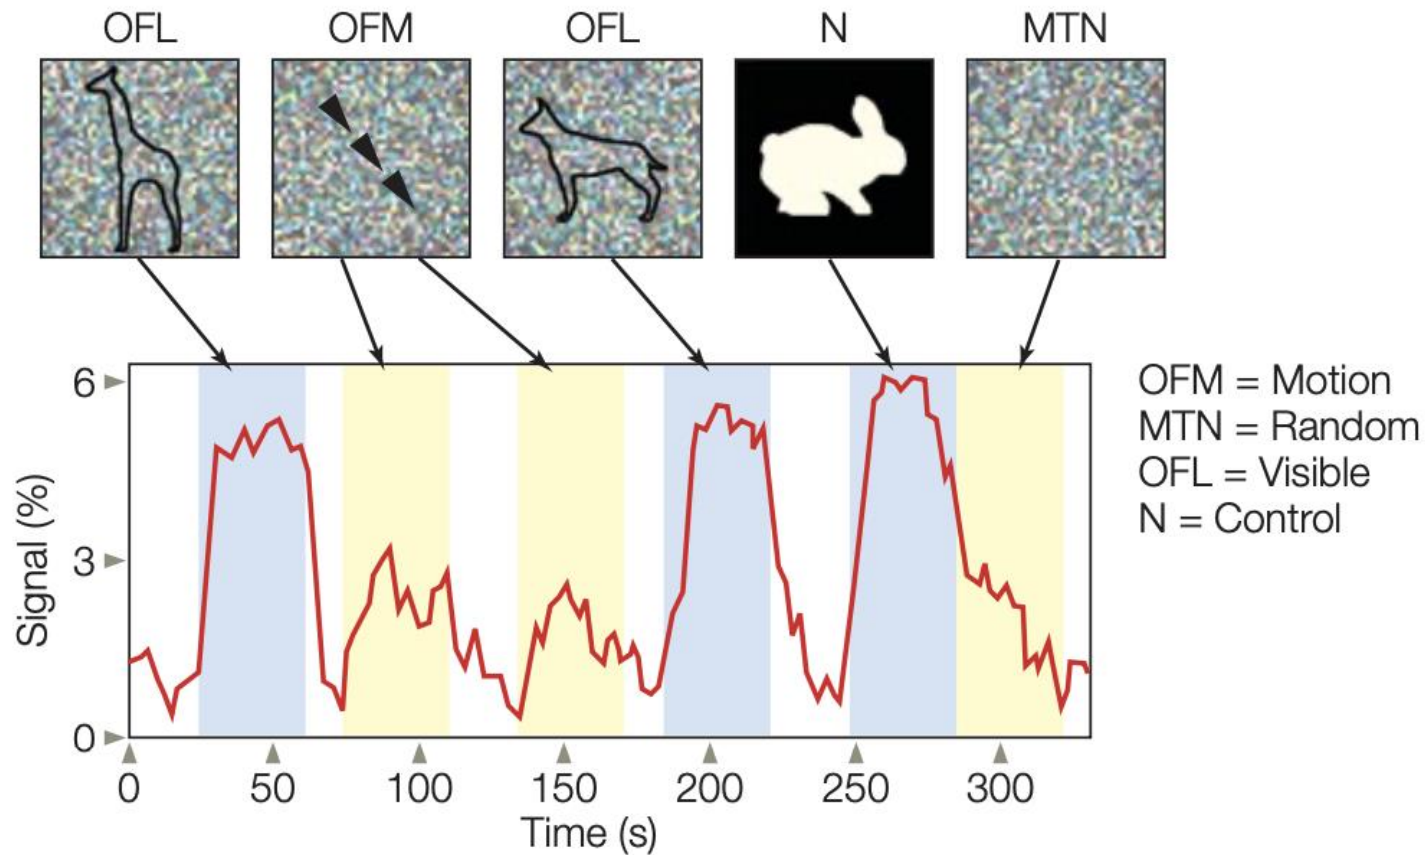 OFL OFM OFL N MTN
6
3
0
Signal (%)
0 50 100 150 200 250 300
Time (s)
OFM = Motion
MTN = Random
OFL = Visible
N = Control